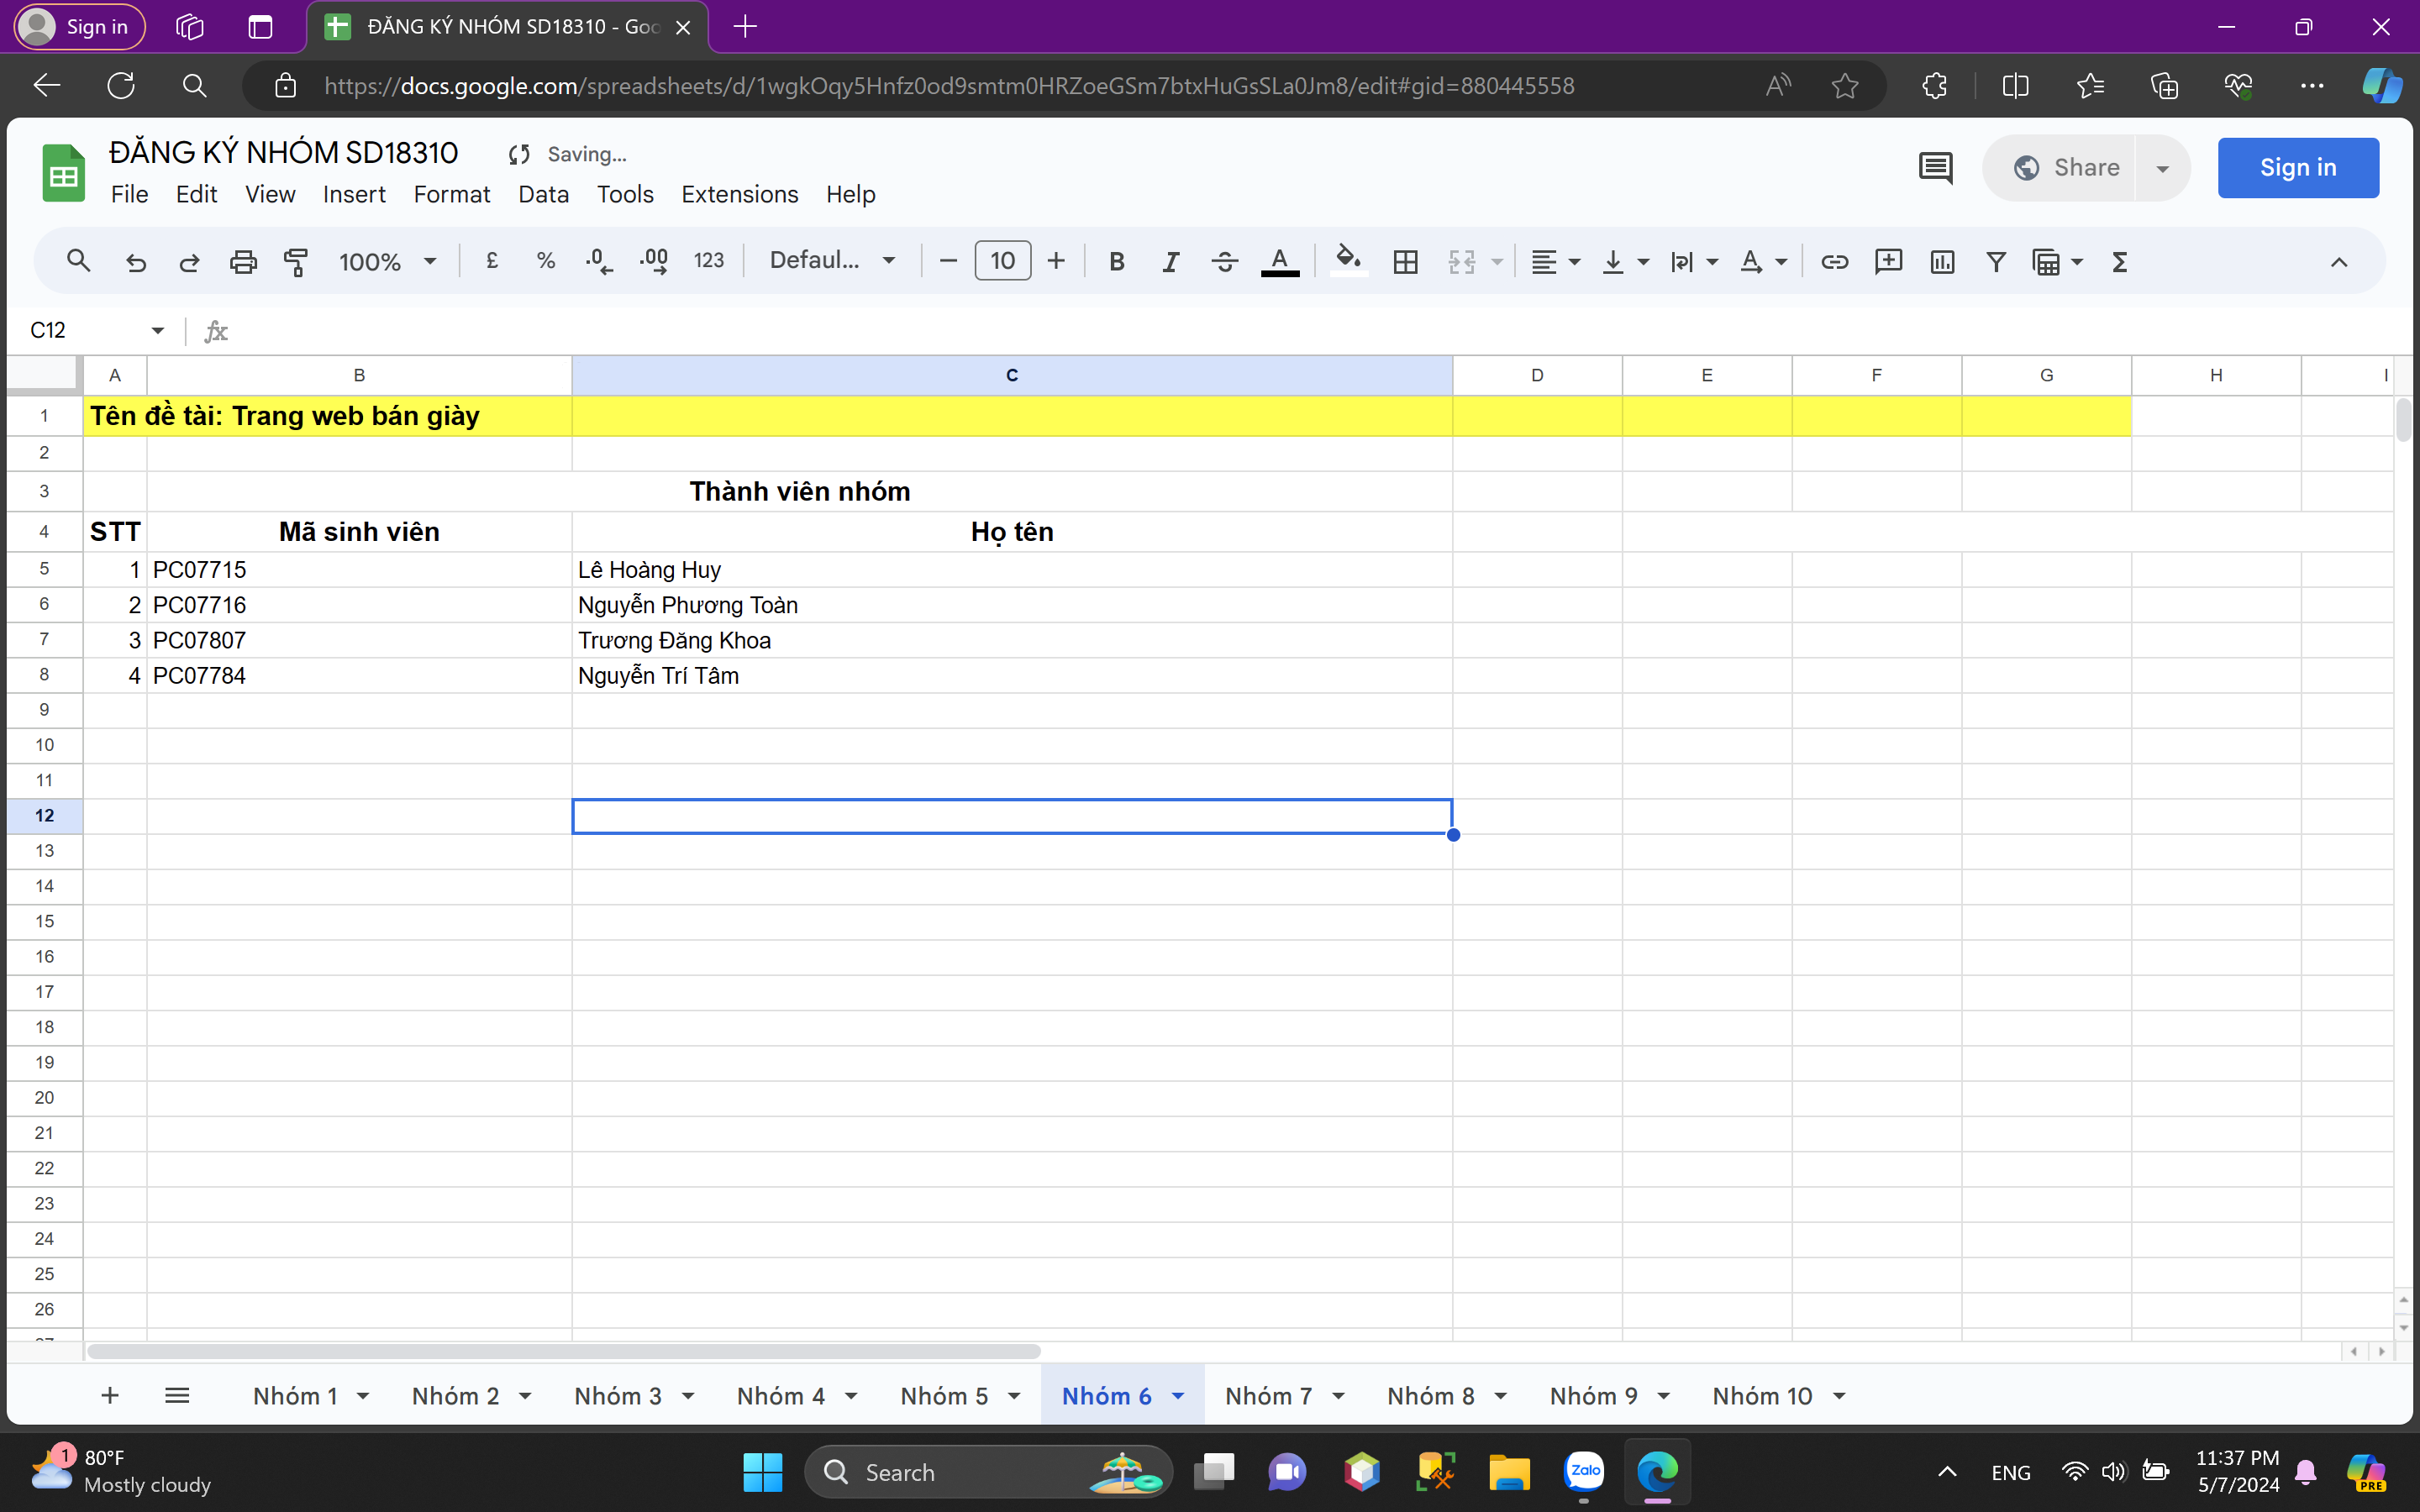 Sign in
ĐĂNG KÝ NHÓM SD18310 - Goo
https://docs.google.com/spreadsheets/d/1wgkOqy5Hnfz0od9smtm0HRZoeGSm7btxHuGsSLa0Jm8/edit#gid=880445558
ĐĂNG KÝ NHÓM SD18310 Saving...
File Edit View Insert Format Data Tools Extensions Help
Share
Sign in
100% £ % .0 .00 123 Defaul... 10 B I A
C12 fx
A B C D E F G H I
1 Tên đề tài: Trang web bán giày
2
3 Thành viên nhóm
4 STT Mã sinh viên Họ tên
5 1 PC07715 Lê Hoàng Huy
6 2 PC07716 Nguyễn Phương Toàn
7 3 PC07807 Trương Đăng Khoa
8 4 PC07784 Nguyễn Trí Tâm
9
10
11
12
13
14
15
16
17
18
19
20
21
22
23
24
25
26
Nhóm 1 Nhóm 2 Nhóm 3 Nhóm 4 Nhóm 5 Nhóm 6 Nhóm 7 Nhóm 8 Nhóm 9 Nhóm 10
1 80°F
Mostly cloudy
Search
Zalo
ENG
11:37 PM
5/7/2024
PRE